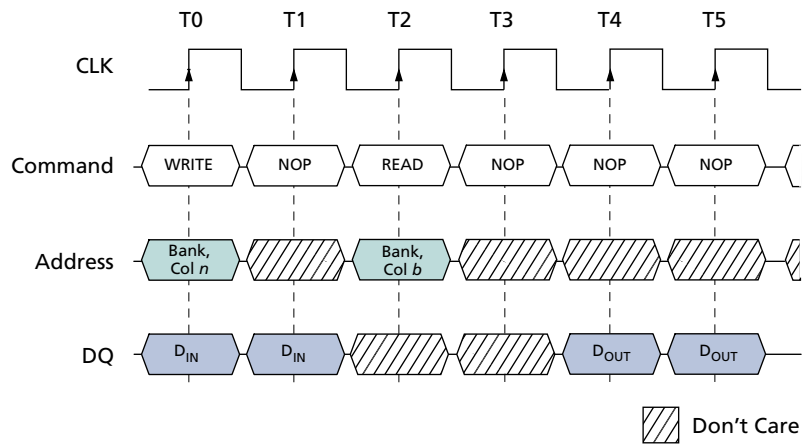 T0 T1 T2 T3 T4 T5
CLK
Command WRITE NOP READ NOP NOP NOP
Address Bank, Col n Bank, Col b
DQ DIN DIN DOUT DOUT
Don't Care